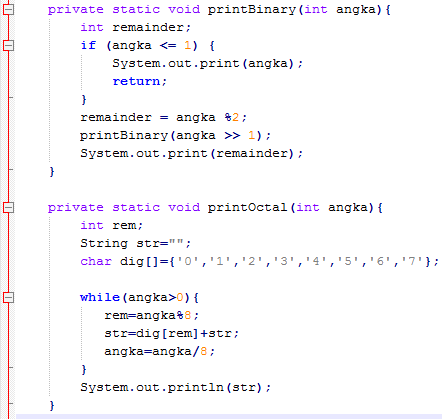 private static void printBinary(int angka){
int remainder;
if (angka <= 1) {
System.out.print(angka);
return;
}
remainder = angka %2;
printBinary(angka >> 1);
System.out.print(remainder);
}
private static void printOctal(int angka){
int rem;
String str="";
char dig[]={'0','1','2','3','4','5','6','7'};
while(angka>0){
rem=angka%8;
str=dig[rem]+str;
angka=angka/8;
}
System.out.println(str);
}